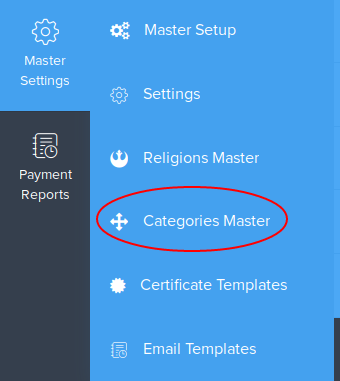 Master
Settings
Payment
Reports
Master Setup
Settings
Religions Master
Categories Master
Certificate Templates
Email Templates